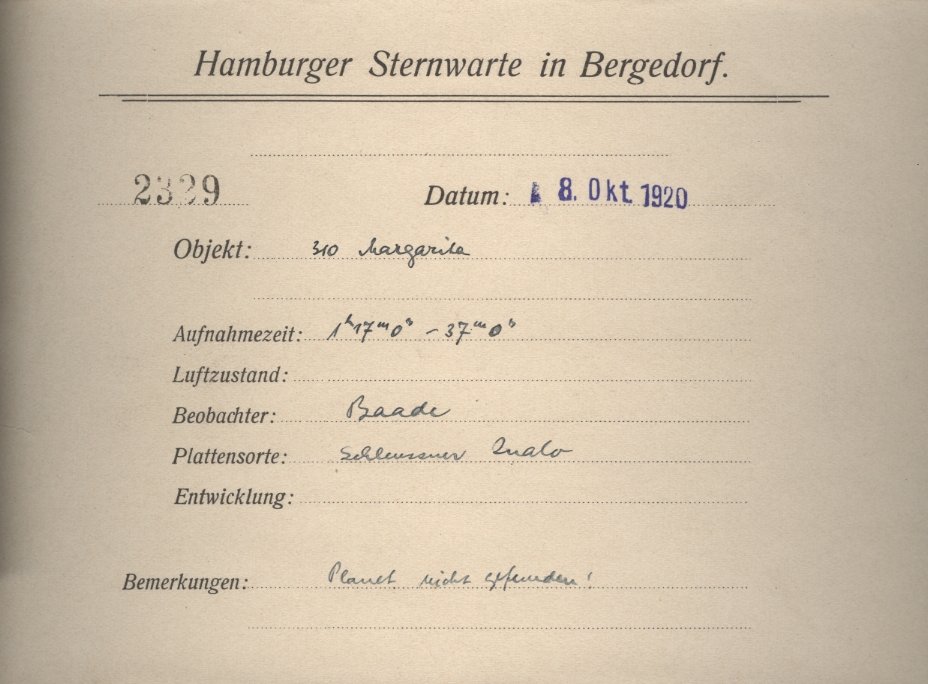 Hamburger Sternwarte in Bergedorf.
2329 Datum: 8. Okt. 1920
Objekt: 310 Margarita
Aufnahmezeit: 1ʰ17ᵐ0ˢ – 37ᵐ0ˢ
Luftzustand:
Beobachter: Baade
Plattensorte: Schleussner
Entwicklung:
Bemerkungen: Planet nicht gefunden!